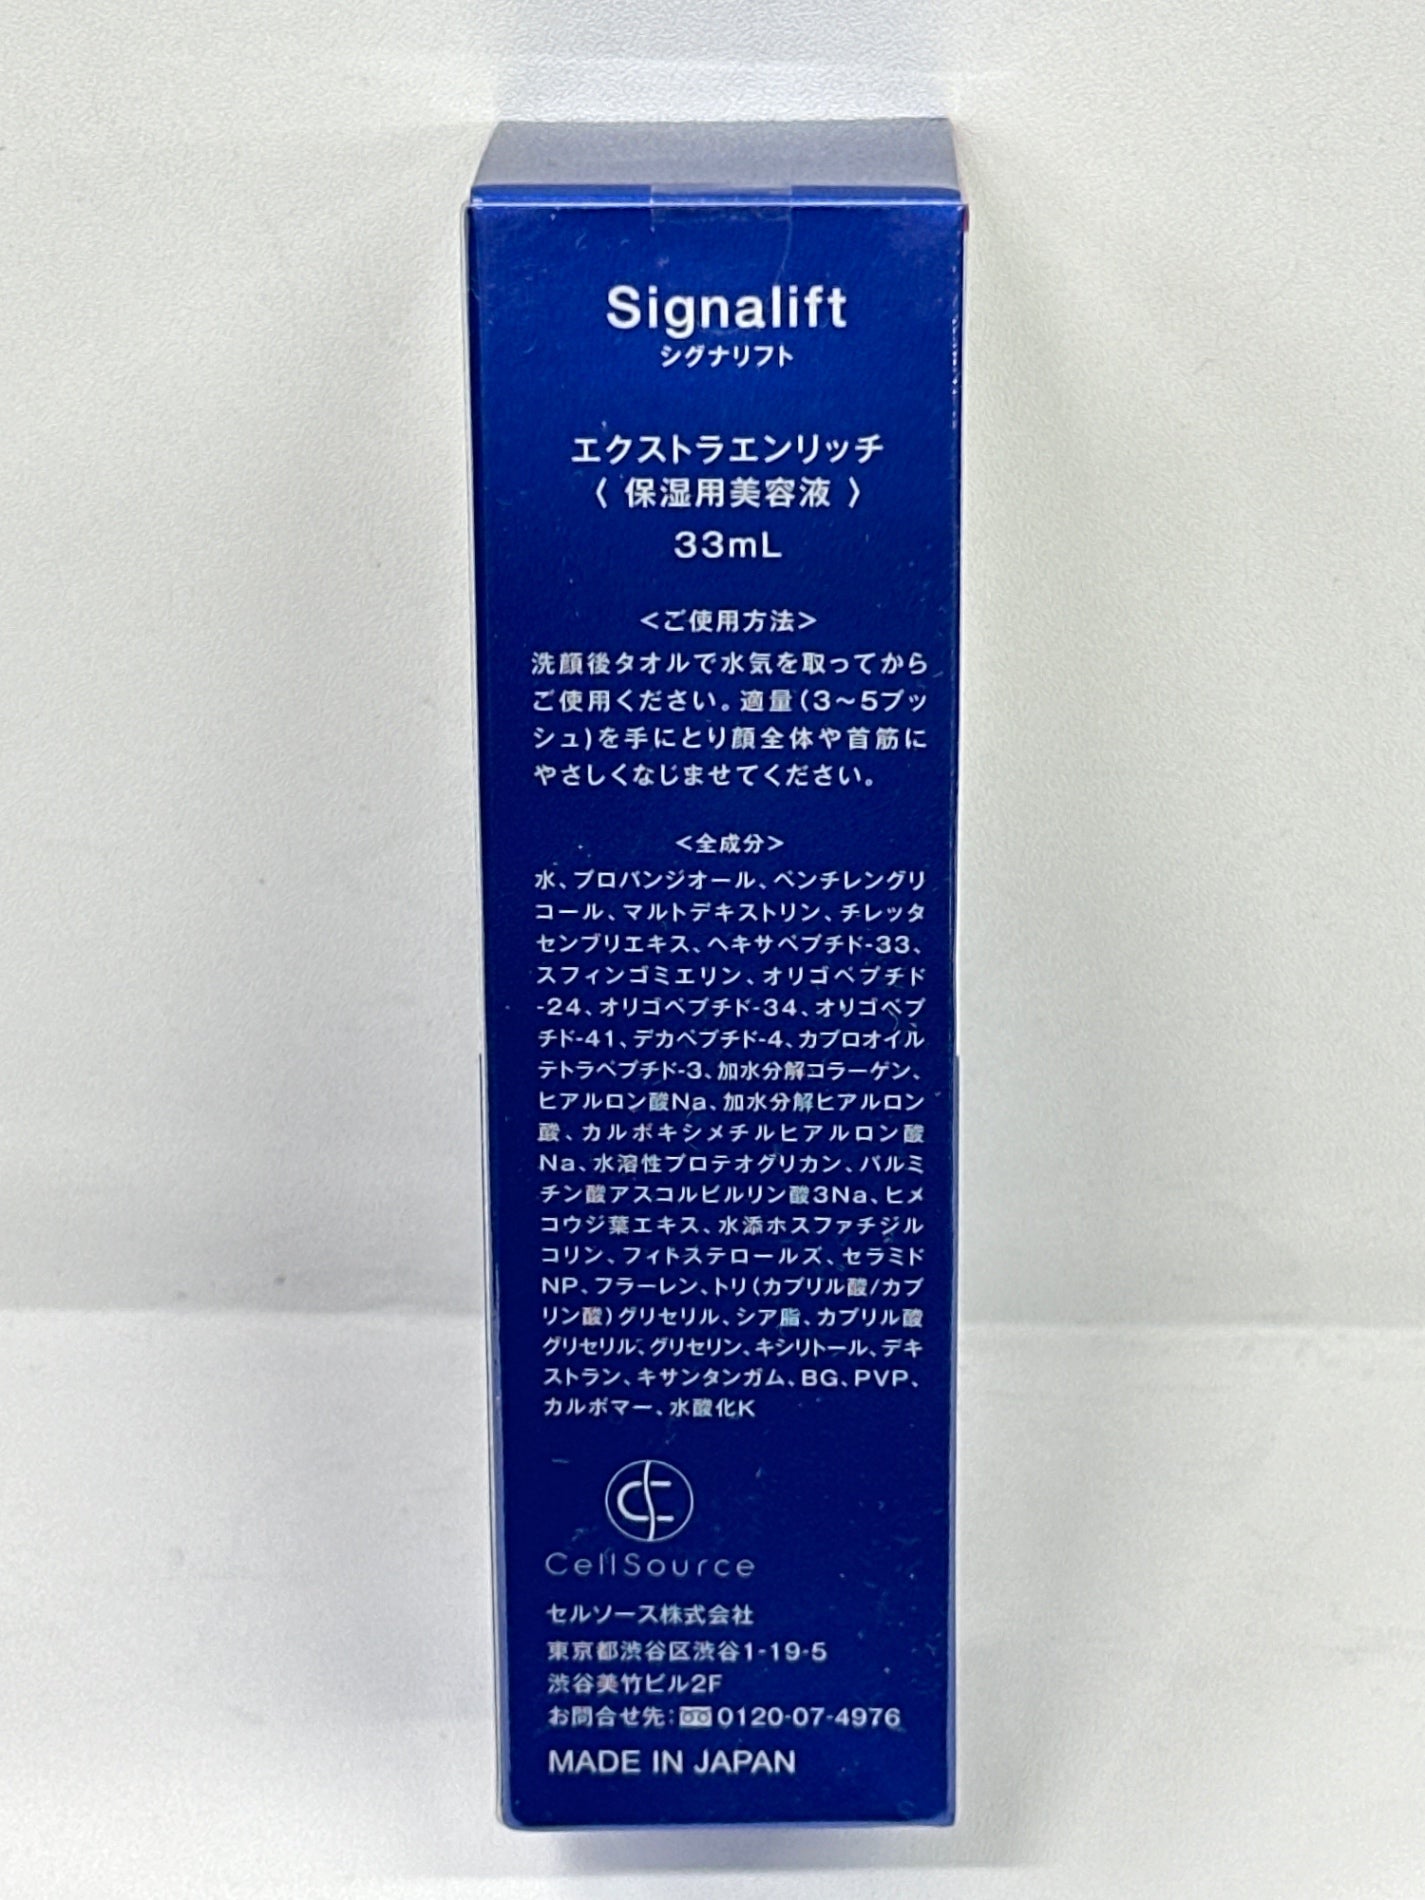 Signalift
シグナリフト
エクストラエンリッチ
〈 保湿用美容液 〉
33mL
<ご使用方法>
洗顔後タオルで水気を取ってから
ご使用ください。適量(3～5プッ
シュ)を手にとり顔全体や首筋に
やさしくなじませてください。
<全成分>
水、プロパンジオール、ペンチレングリ
コール、マルトデキストリン、チレッタ
センブリエキス、ヘキサペプチド-33、
スフィンゴミエリン、オリゴペプチド
-24、オリゴペプチド-34、オリゴペプ
チド-41、デカペプチド-4、カプロオイル
テトラペプチド-3、加水分解コラーゲン、
ヒアルロン酸Na、加水分解ヒアルロン
酸、カルボキシメチルヒアルロン酸
Na、水溶性プロテオグリカン、パルミ
チン酸アスコルビルリン酸3Na、ヒメ
コウジ葉エキス、水添ホスファチジル
コリン、フィトステロールズ、セラミド
NP、フラーレン、トリ(カプリル酸/カプ
リン酸)グリセリル、シア脂、カプリル酸
グリセリル、グリセリン、キシリトール、デキ
ストラン、キサンタンガム、BG、PVP、
カルボマー、水酸化K
CellSource
セルソース株式会社
東京都渋谷区渋谷1-19-5
渋谷美竹ビル2F
お問合せ先:0120-07-4976
MADE IN JAPAN